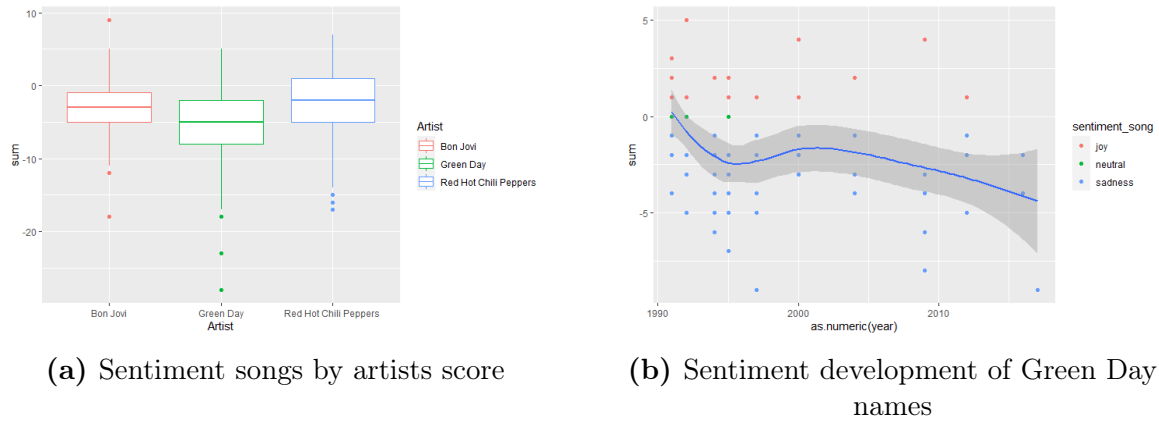 10
0
-10
-20
sum
Bon Jovi
Green Day
Red Hot Chili Peppers
Artist
Artist
Bon Jovi
Green Day
Red Hot Chili Peppers
(a) Sentiment songs by artists score
5
0
-5
sum
1990
2000
2010
as.numeric(year)
sentiment_song
joy
neutral
sadness
(b) Sentiment development of Green Day
names